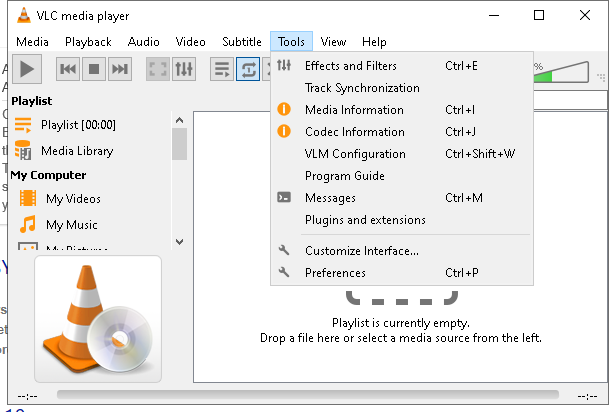 VLC media player
Media Playback Audio Video Subtitle Tools View Help
%
Playlist
Playlist [00:00]
Media Library
My Computer
My Videos
My Music
My Pictures
Effects and Filters Ctrl+E
Track Synchronization
Media Information Ctrl+I
Codec Information Ctrl+J
VLM Configuration Ctrl+Shift+W
Program Guide
Messages Ctrl+M
Plugins and extensions
Customize Interface...
Preferences Ctrl+P
Playlist is currently empty.
Drop a file here or select a media source from the left.
--:-- --:--